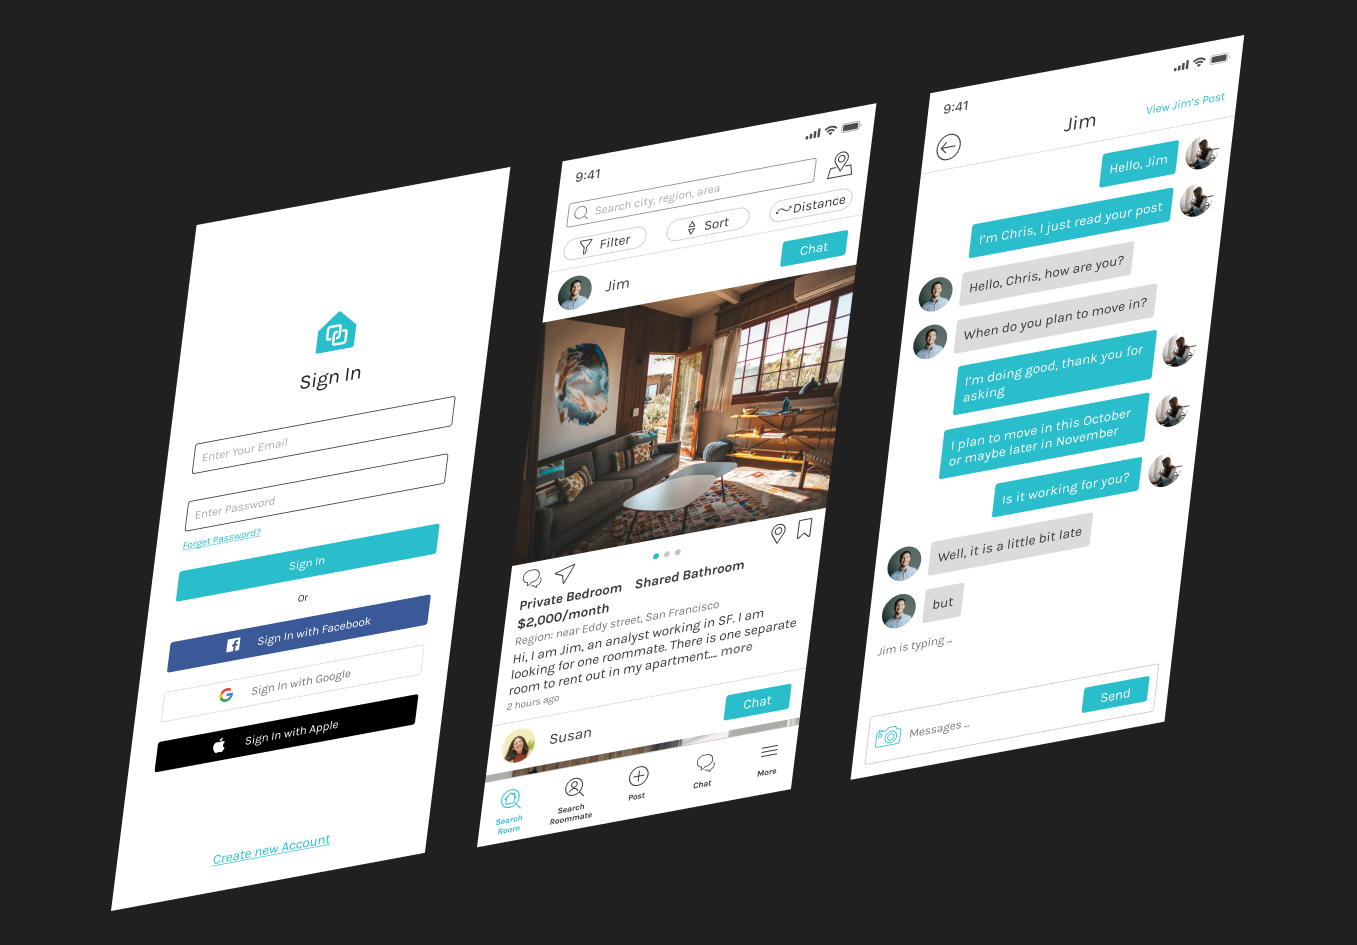 Sign In
Enter Your Email
Enter Password
Forget Password?
Sign In
Or
Sign In with Facebook
Sign In with Google
Sign In with Apple
Create new Account
9:41
Search city, region, area
Filter
Sort
Distance
Jim
Chat
Private Bedroom Shared Bathroom
$2,000/month
Region: near Eddy street, San Francisco
Hi, I am Jim, an analyst working in SF. I am
looking for one roommate. There is one separate
room to rent out in my apartment.... more
2 hours ago
Susan
Chat
Search
Room
Search
Roommate
Post
Chat
More
9:41
Jim
View Jim's Post
Hello, Jim
I'm Chris, I just read your post
Hello, Chris, how are you?
When do you plan to move in?
I'm doing good, thank you for
asking
I plan to move in this October
or maybe later in November
Is it working for you?
Well, it is a little bit late
but
Jim is typing ...
Messages ...
Send